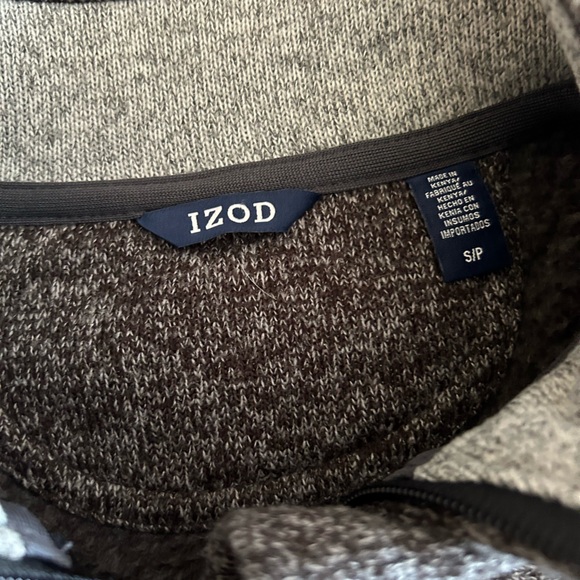 IZOD
MADE IN
KENYA/
FABRIQUÉ AU
KENYA/
HECHO EN
KENIA CON
INSUMOS
IMPORTADOS
S/P